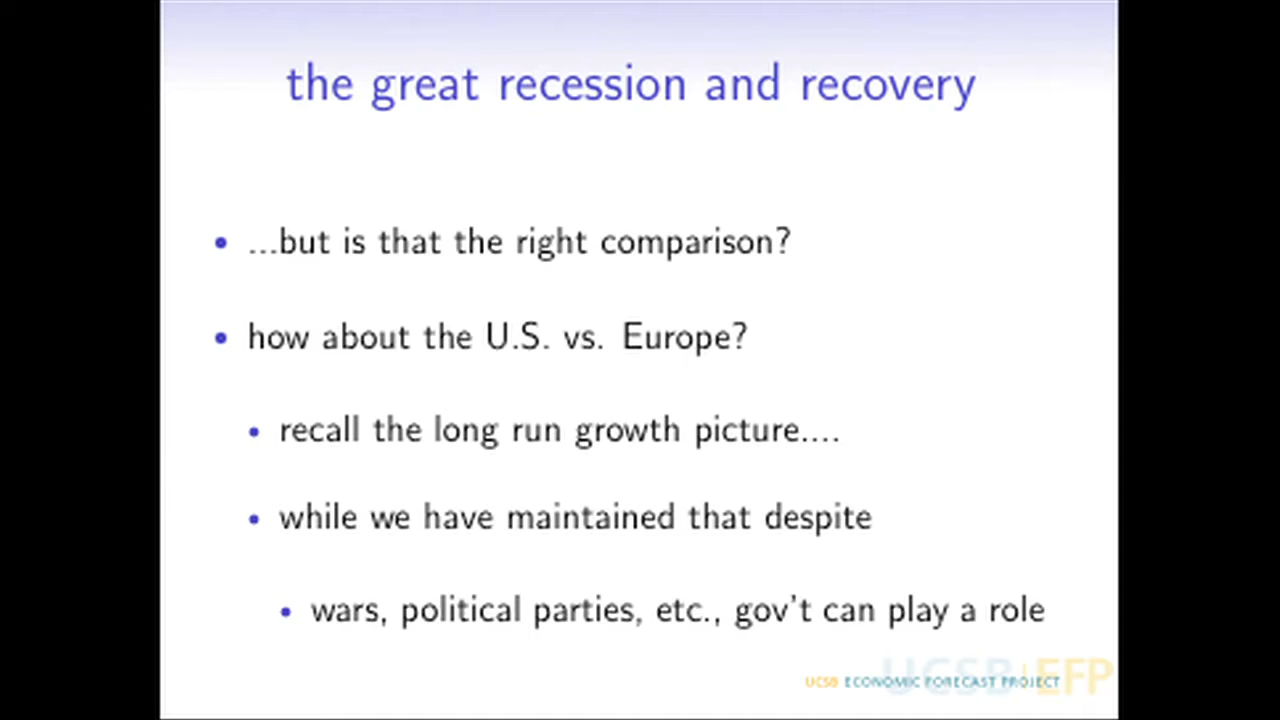 the great recession and recovery
...but is that the right comparison?
how about the U.S. vs. Europe?
recall the long run growth picture....
while we have maintained that despite
wars, political parties, etc., gov't can play a role
UCSB EFP
UCSB ECONOMIC FORECAST PROJECT